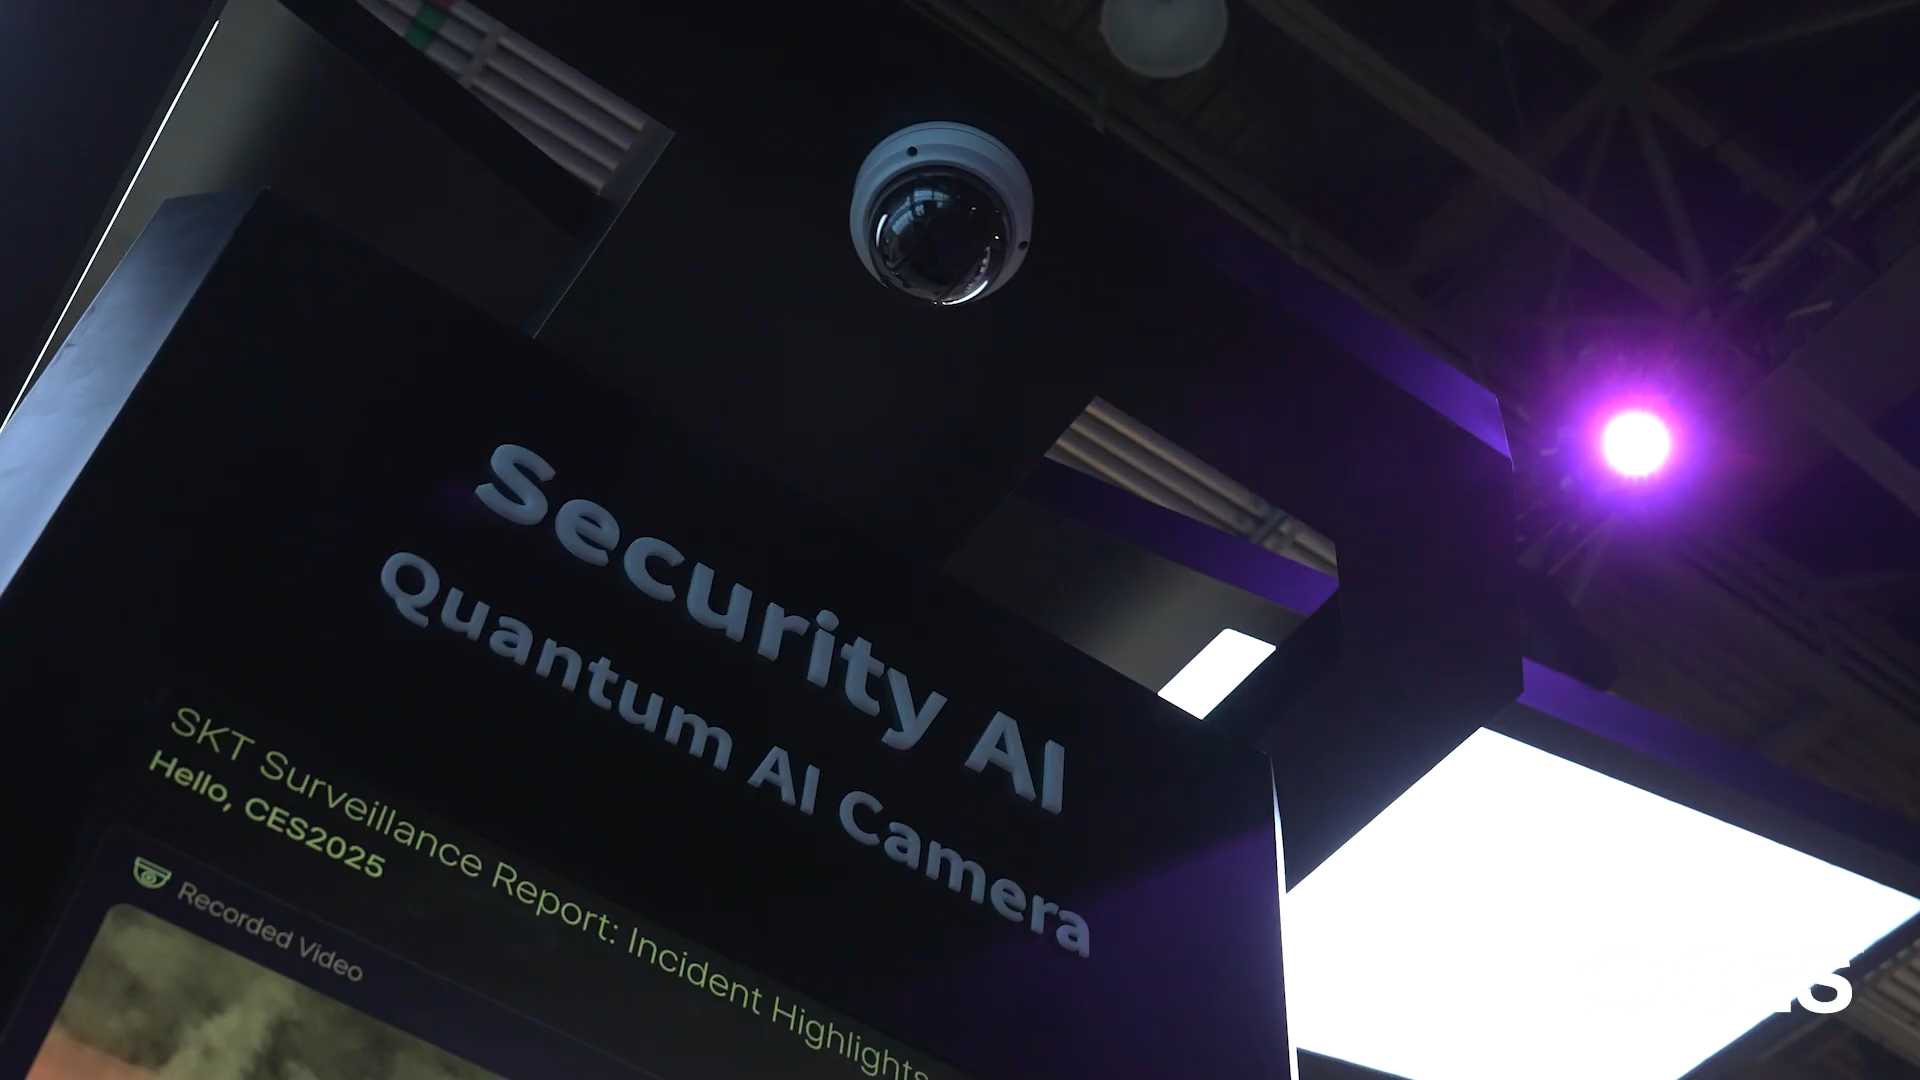 Security AI
Quantum AI Camera
SKT Surveillance Report: Incident Highlights
Hello, CES2025
Recorded Video